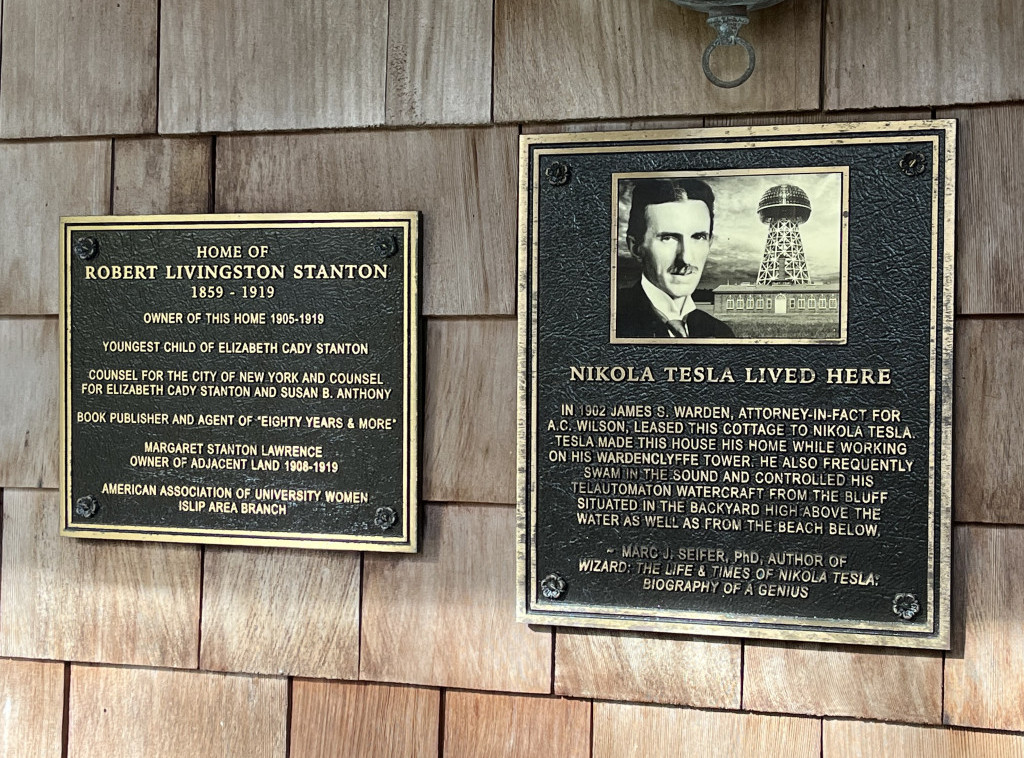 HOME OF
ROBERT LIVINGSTON STANTON
1859 - 1919
OWNER OF THIS HOME 1905-1919
YOUNGEST CHILD OF ELIZABETH CADY STANTON
COUNSEL FOR THE CITY OF NEW YORK AND COUNSEL
FOR ELIZABETH CADY STANTON AND SUSAN B. ANTHONY
BOOK PUBLISHER AND AGENT OF "EIGHTY YEARS & MORE"
MARGARET STANTON LAWRENCE
OWNER OF ADJACENT LAND 1908-1919
AMERICAN ASSOCIATION OF UNIVERSITY WOMEN
ISLIP AREA BRANCH
NIKOLA TESLA LIVED HERE
IN 1902 JAMES S. WARDEN, ATTORNEY-IN-FACT FOR
A.C. WILSON, LEASED THIS COTTAGE TO NIKOLA TESLA.
TESLA MADE THIS HOUSE HIS HOME WHILE WORKING
ON HIS WARDENCLYFFE TOWER. HE ALSO FREQUENTLY
SWAM IN THE SOUND AND CONTROLLED HIS
TELAUTOMATON WATERCRAFT FROM THE BLUFF
SITUATED IN THE BACKYARD HIGH ABOVE THE
WATER AS WELL AS FROM THE BEACH BELOW.
~ MARC J. SEIFER, PhD, AUTHOR OF
WIZARD: THE LIFE & TIMES OF NIKOLA TESLA:
BIOGRAPHY OF A GENIUS